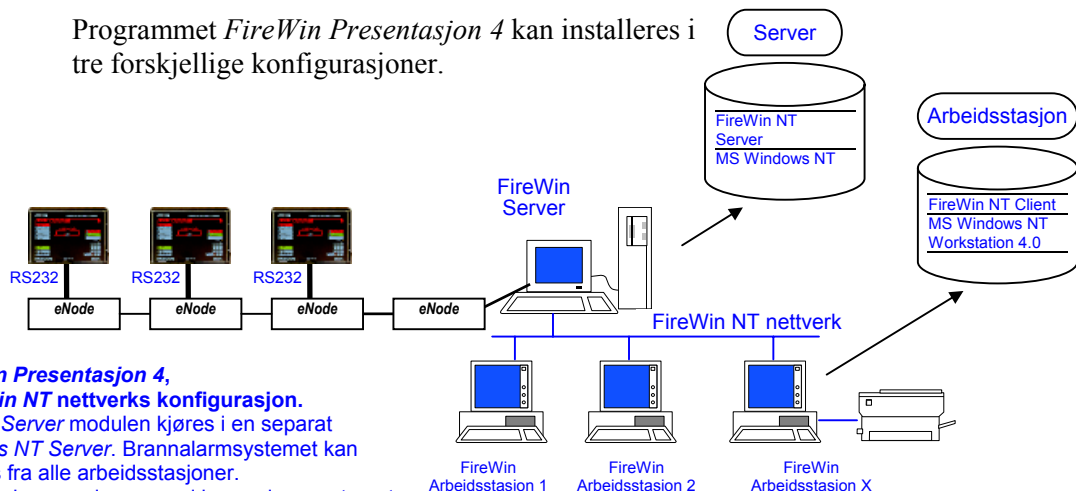 Programmet FireWin Presentasjon 4 kan installeres i
tre forskjellige konfigurasjoner.
Server
FireWin NT
Server
MS Windows NT
Arbeidsstasjon
FireWin NT Client
MS Windows NT
Workstation 4.0
FireWin
Server
RS232
RS232
RS232
eNode
eNode
eNode
eNode
FireWin NT nettverk
Presentasjon 4,
NT nettverks konfigurasjon.
Server modulen kjøres i en separat
NT Server. Brannalarmsystemet kan
fra alle arbeidsstasjoner.
FireWin
Arbeidsstasjon 1
FireWin
Arbeidsstasjon 2
FireWin
Arbeidsstasjon X